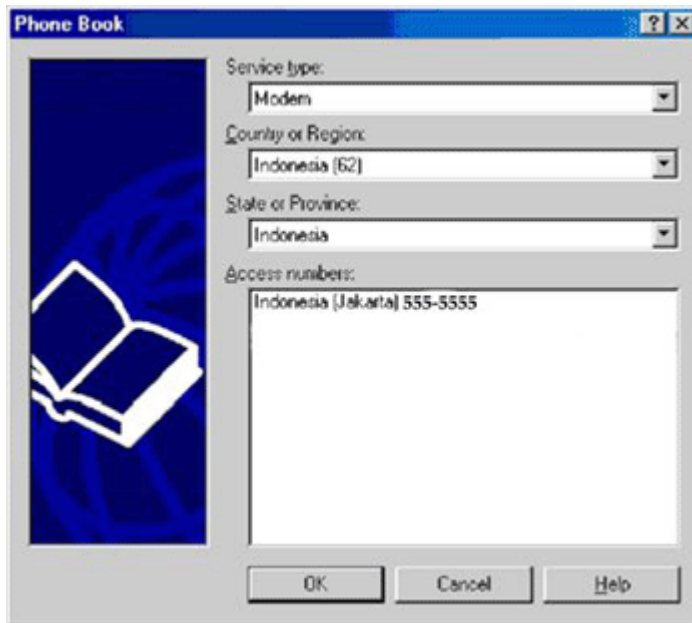 Phone Book
Service type:
Modem
Country or Region:
Indonesia (62)
State or Province:
Indonesia
Access numbers:
Indonesia (Jakarta) 555-5555
OK
Cancel
Help